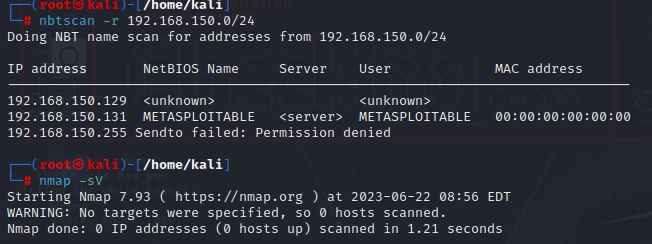 ┌──(root㉿kali)-[/home/kali]
└─# nbtscan -r 192.168.150.0/24
Doing NBT name scan for addresses from 192.168.150.0/24
IP address       NetBIOS Name     Server    User             MAC address
------------------------------------------------------------------------------
192.168.150.129  <unknown>                  <unknown>
192.168.150.131  METASPLOITABLE   <server>  METASPLOITABLE   00:00:00:00:00:00
192.168.150.255 Sendto failed: Permission denied
┌──(root㉿kali)-[/home/kali]
└─# nmap -sV
Starting Nmap 7.93 ( https://nmap.org ) at 2023-06-22 08:56 EDT
WARNING: No targets were specified, so 0 hosts scanned.
Nmap done: 0 IP addresses (0 hosts up) scanned in 1.21 seconds